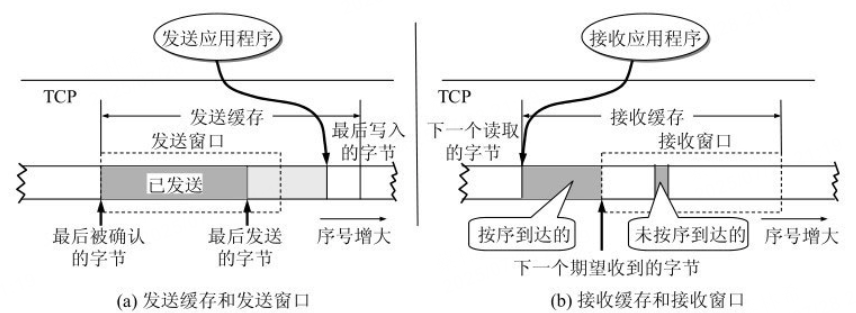 发送应用程序
TCP
发送缓存
发送窗口
最后写入
的字节
已发送
最后被确认
的字节
最后发送
的字节
序号增大
(a) 发送缓存和发送窗口
接收应用程序
TCP
下一个读取
的字节
接收缓存
接收窗口
按序到达的
未按序到达的
序号增大
下一个期望收到的字节
(b) 接收缓存和接收窗口